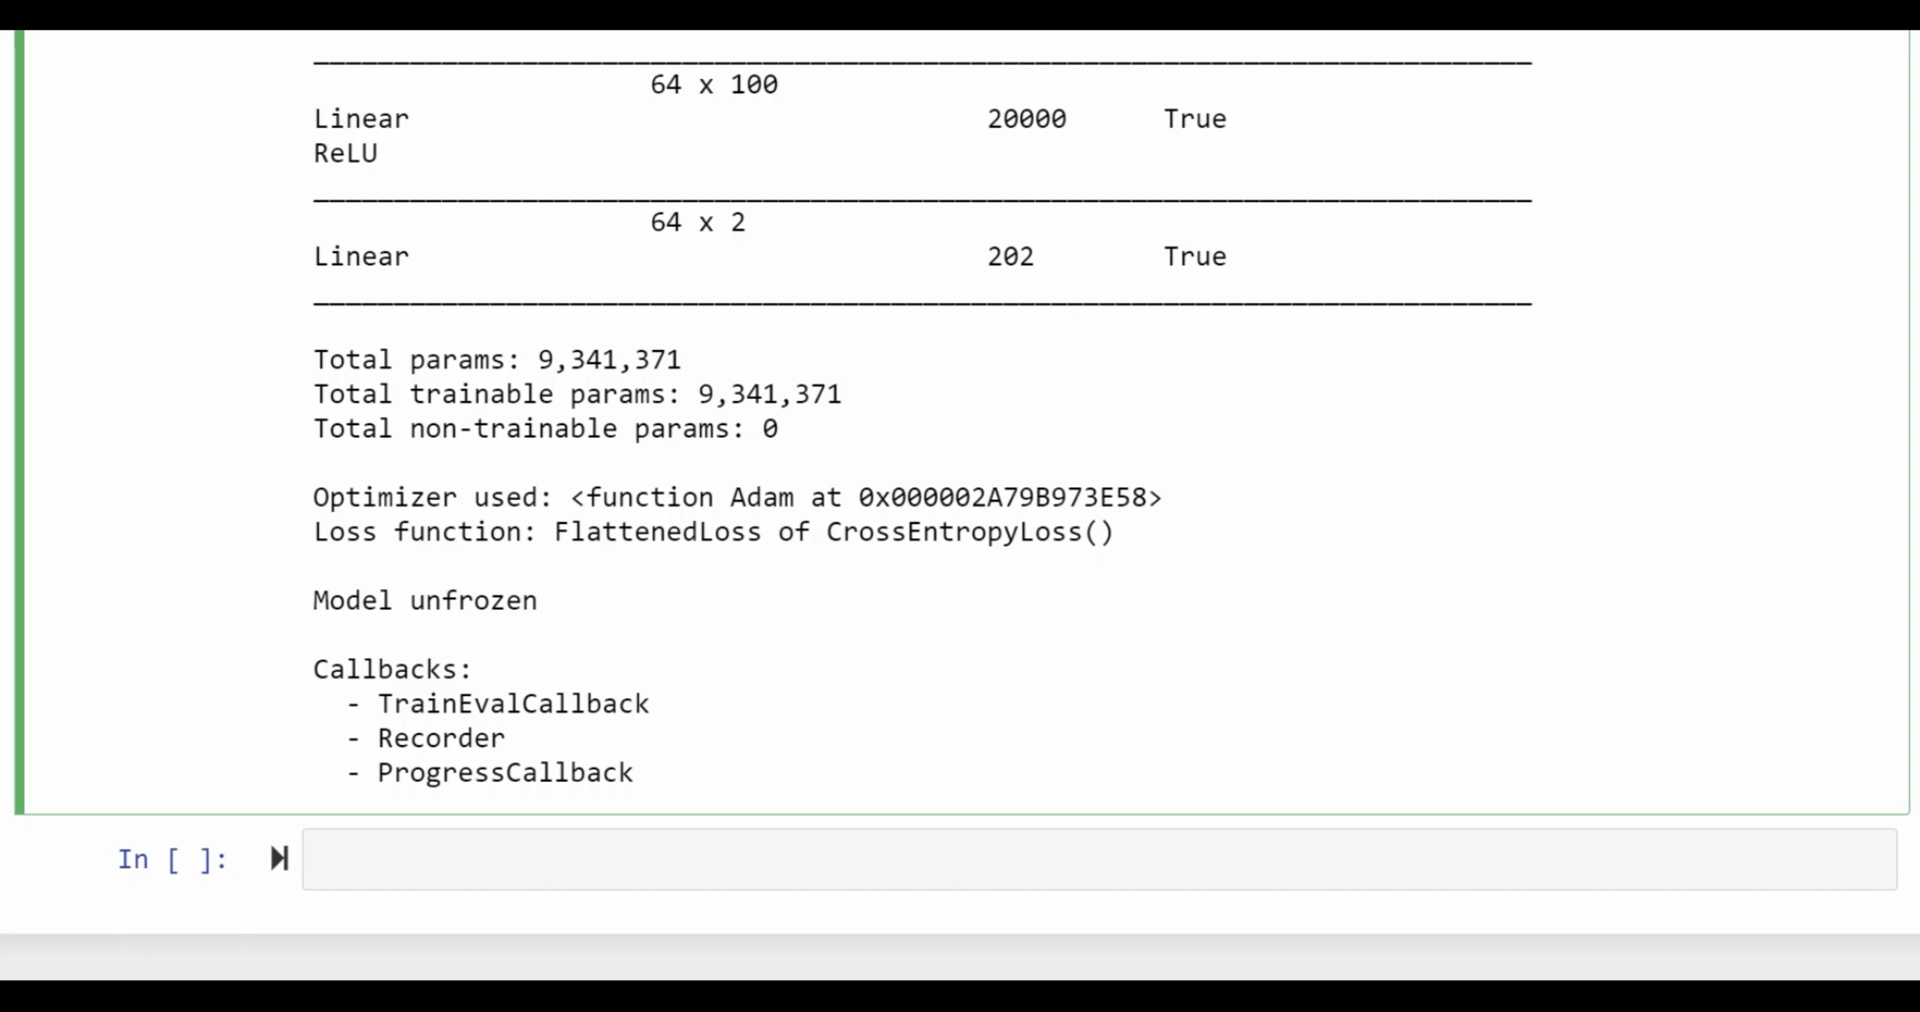 64 x 100
Linear 20000 True
ReLU
64 x 2
Linear 202 True
Total params: 9,341,371
Total trainable params: 9,341,371
Total non-trainable params: 0
Optimizer used: <function Adam at 0x000002A79B973E58>
Loss function: FlattenedLoss of CrossEntropyLoss()
Model unfrozen
Callbacks:
- TrainEvalCallback
- Recorder
- ProgressCallback
In [ ]: